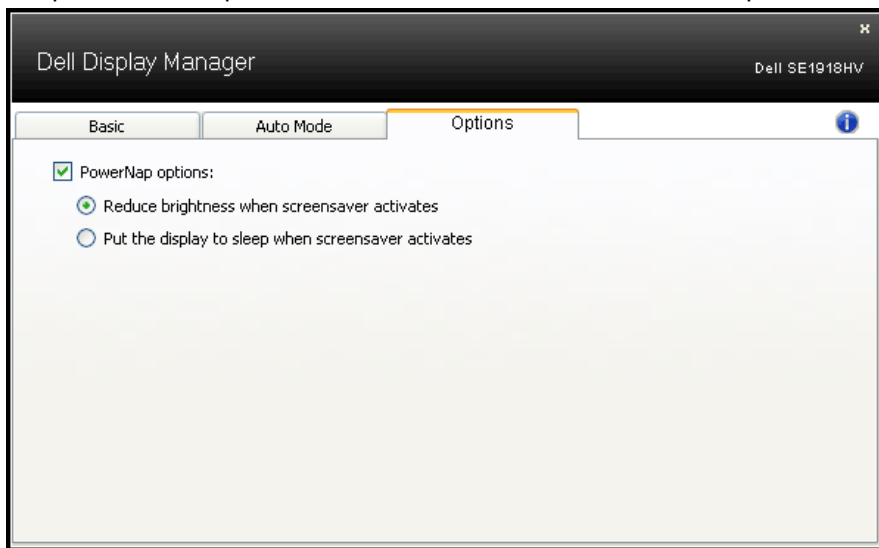 x
Dell Display Manager
Dell SE1918HV
Basic
Auto Mode
Options
PowerNap options:
Reduce brightness when screensaver activates
Put the display to sleep when screensaver activates